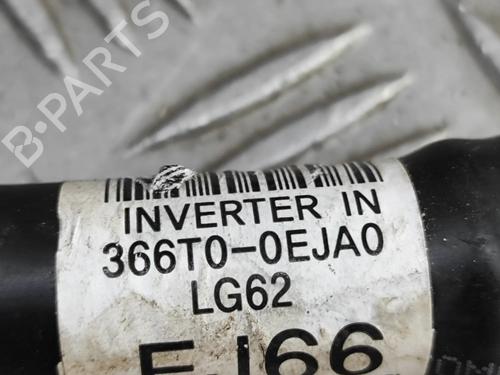 B-PARTS
INVERTER IN
366T0-0EJA0
LG62
EJ66